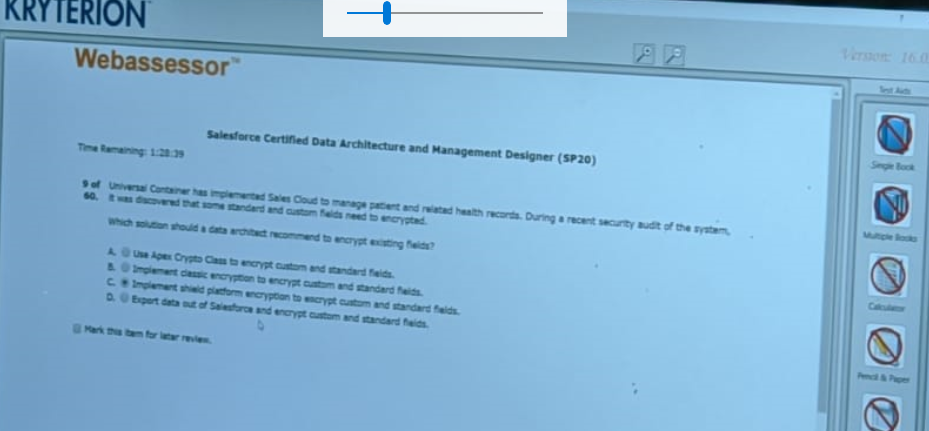 KRYTERION
Version: 16.0
Webassessor™
Test Aids
Salesforce Certified Data Architecture and Management Designer (SP20)
Time Remaining: 1:28:39
Single Book
9 of 60. Universal Container has implemented Sales Cloud to manage patient and related health records. During a recent security audit of the system,
it was discovered that some standard and custom fields need to encrypted.
Which solution should a data architect recommend to encrypt existing fields?
A. Use Apex Crypto Class to encrypt custom and standard fields.
B. Implement classic encryption to encrypt custom and standard fields.
C. Implement shield platform encryption to encrypt custom and standard fields.
D. Export data out of Salesforce and encrypt custom and standard fields.
Mark this item for later review.
Multiple Books
Calculator
Pencil & Paper